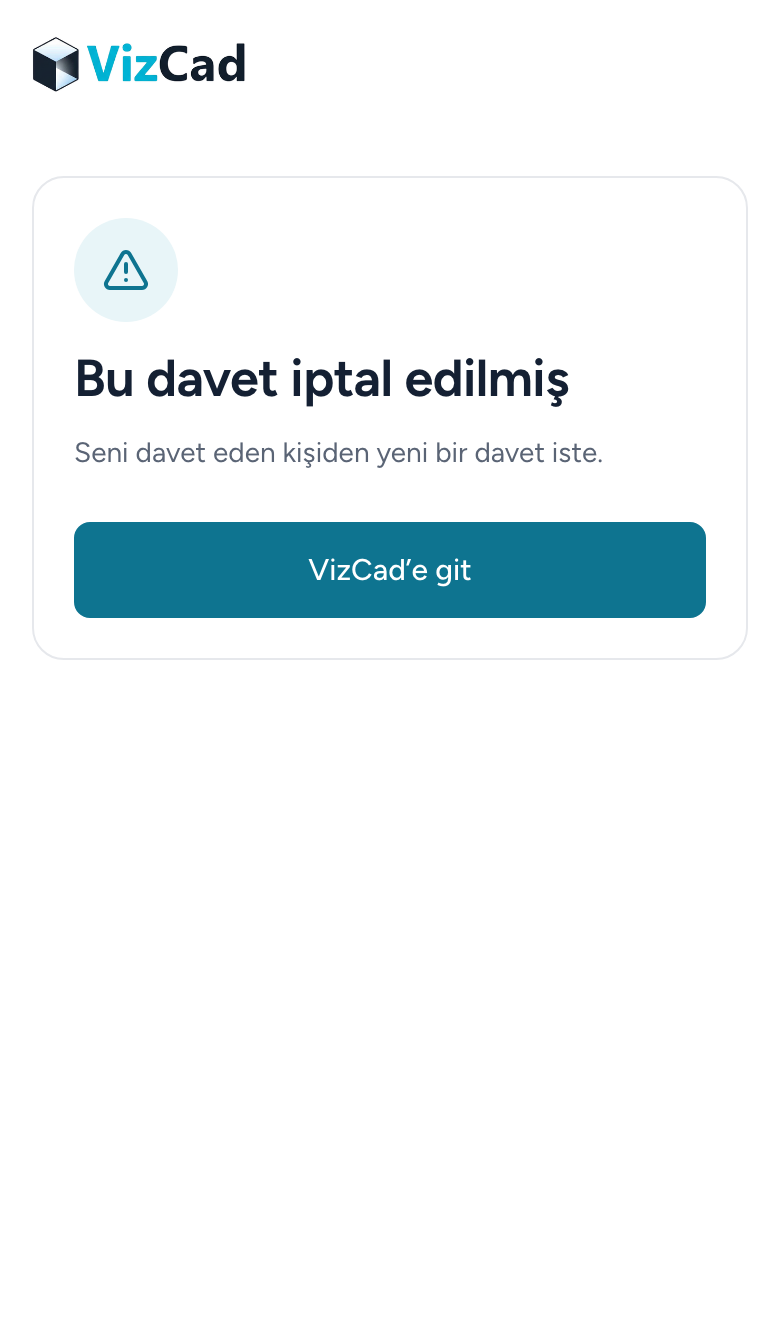 VizCad
Bu davet iptal edilmiş
Seni davet eden kişiden yeni bir davet iste.
VizCad’e git